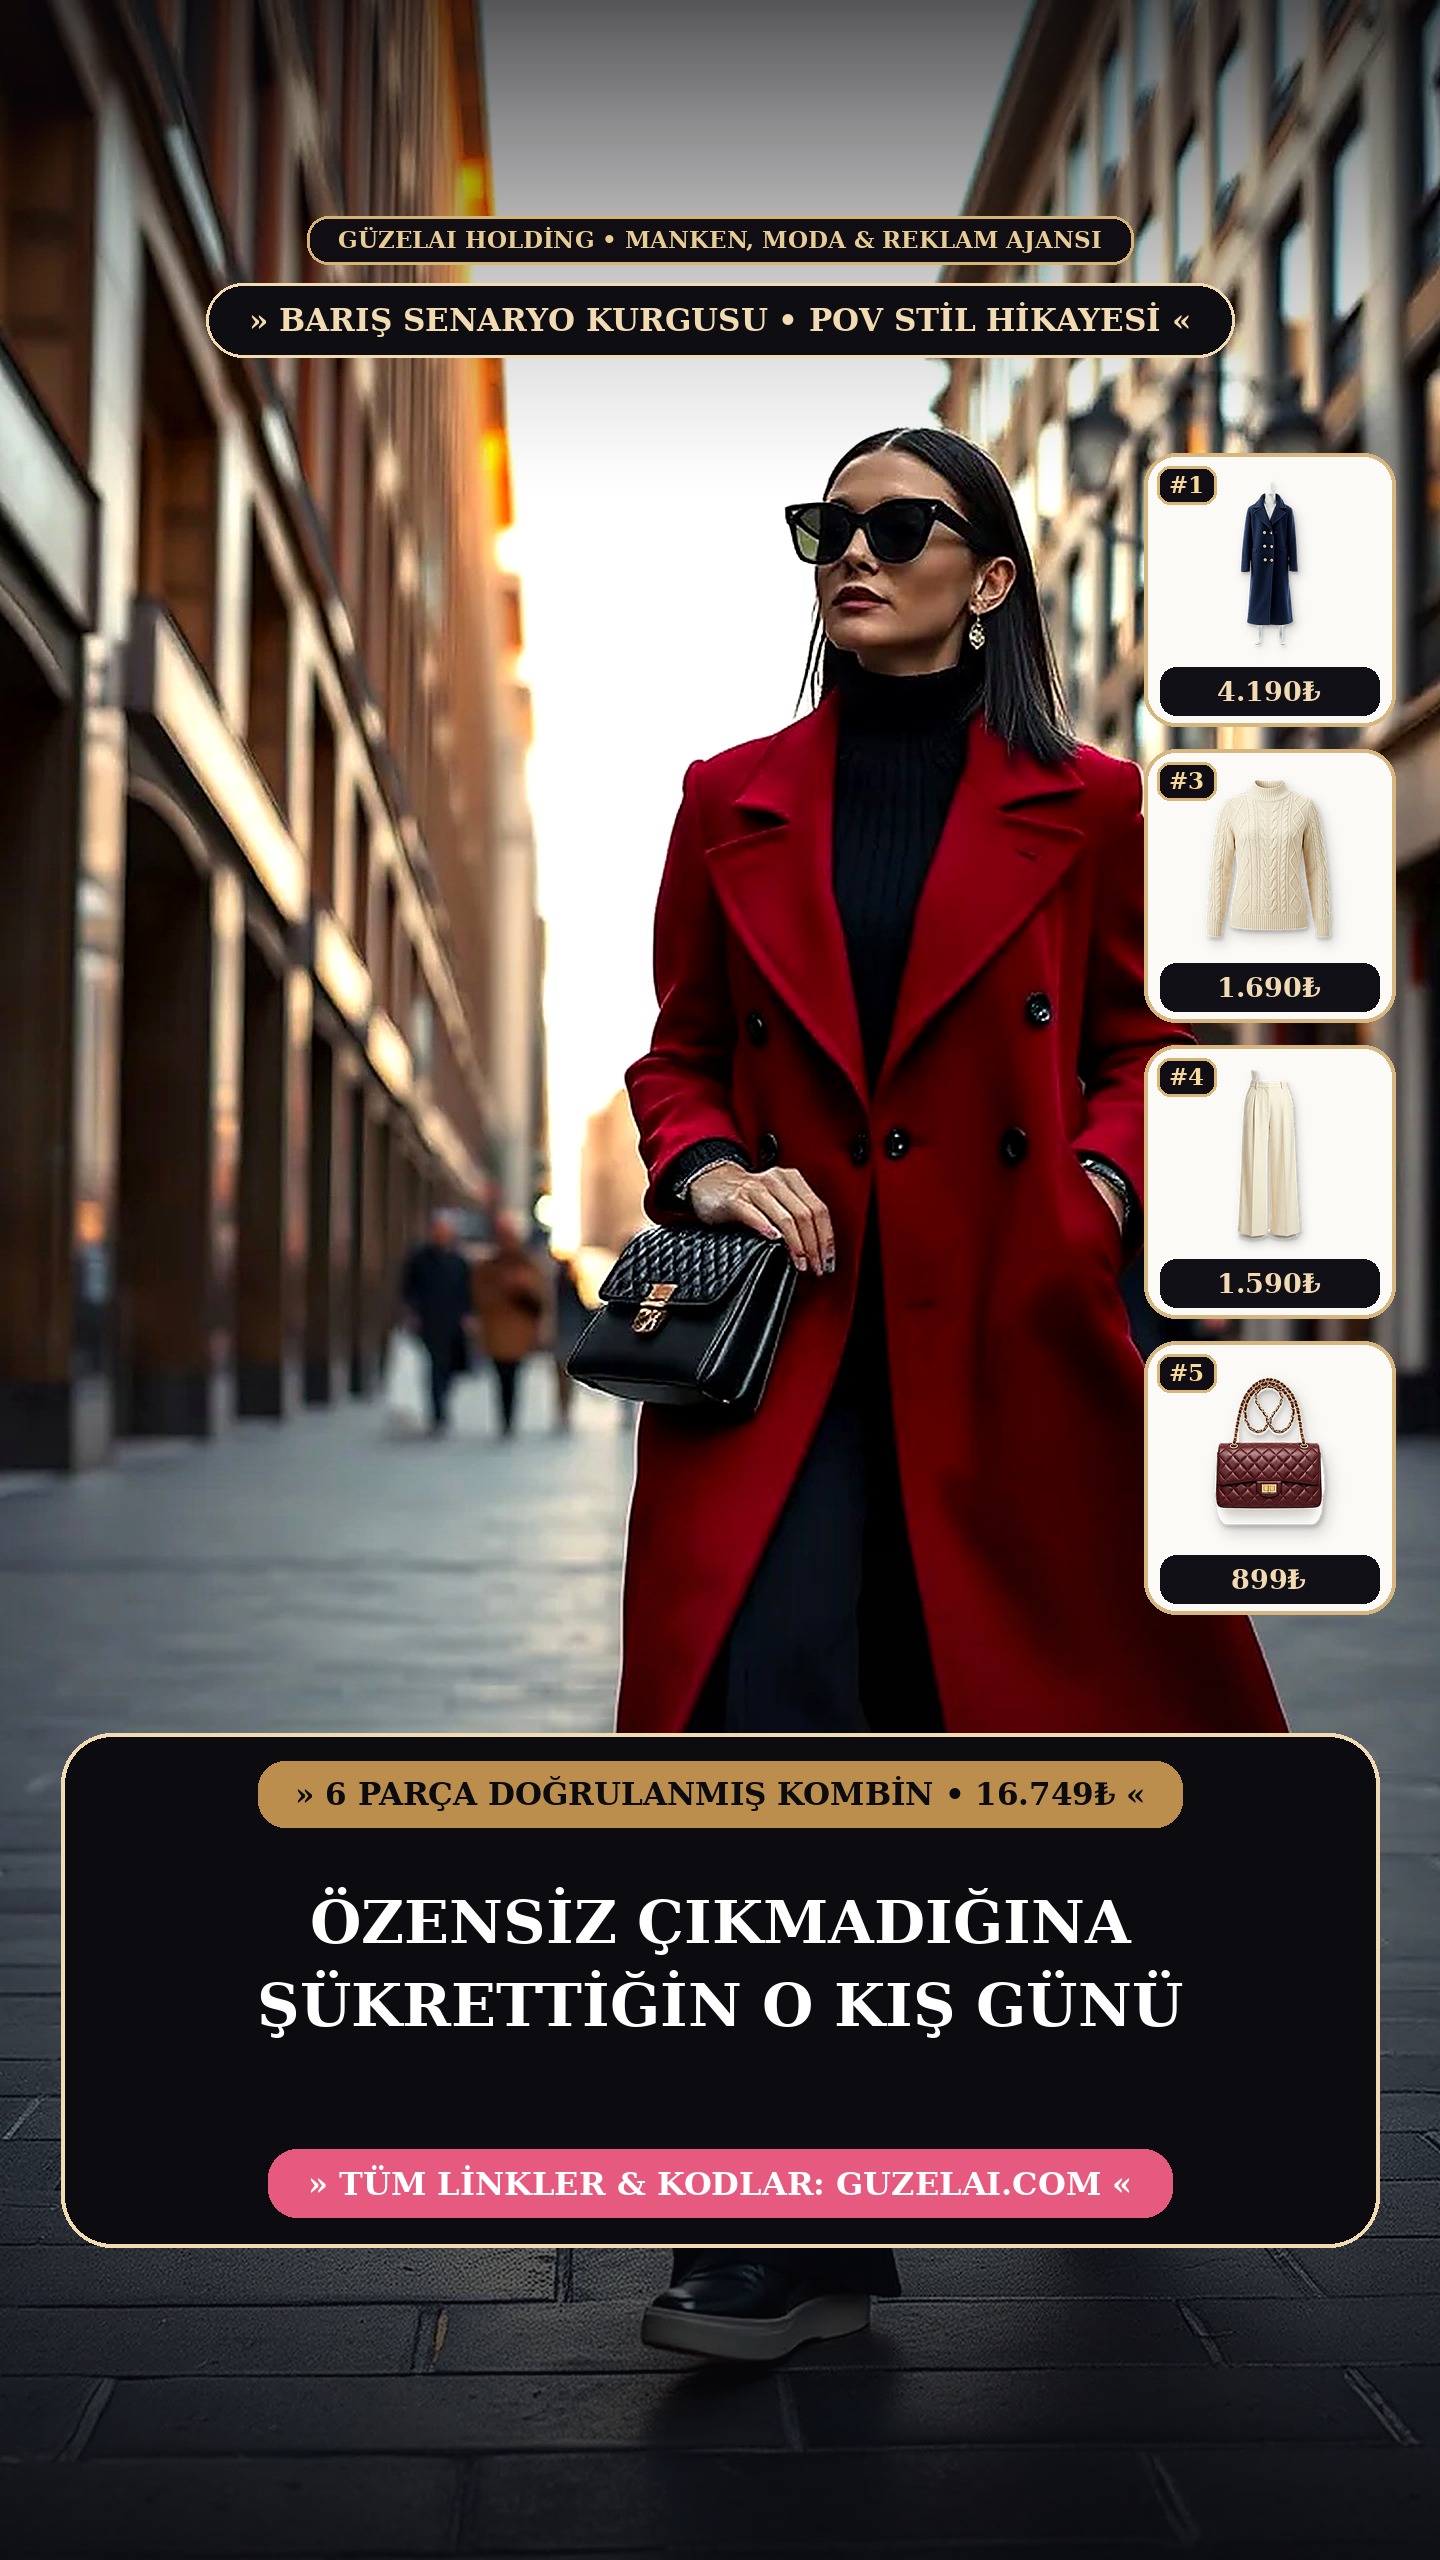 GÜZELAI HOLDİNG • MANKEN, MODA & REKLAM AJANSI
» BARIŞ SENARYO KURGUSU • POV STİL HİKAYESİ «
#1
4.190₺
#3
1.690₺
#4
1.590₺
#5
899₺
» 6 PARÇA DOĞRULANMIŞ KOMBİN • 16.749₺ «
ÖZENSİZ ÇIKMADIĞINA
ŞÜKRETTİĞİN O KIŞ GÜNÜ
» TÜM LİNKLER & KODLAR: GUZELAI.COM «